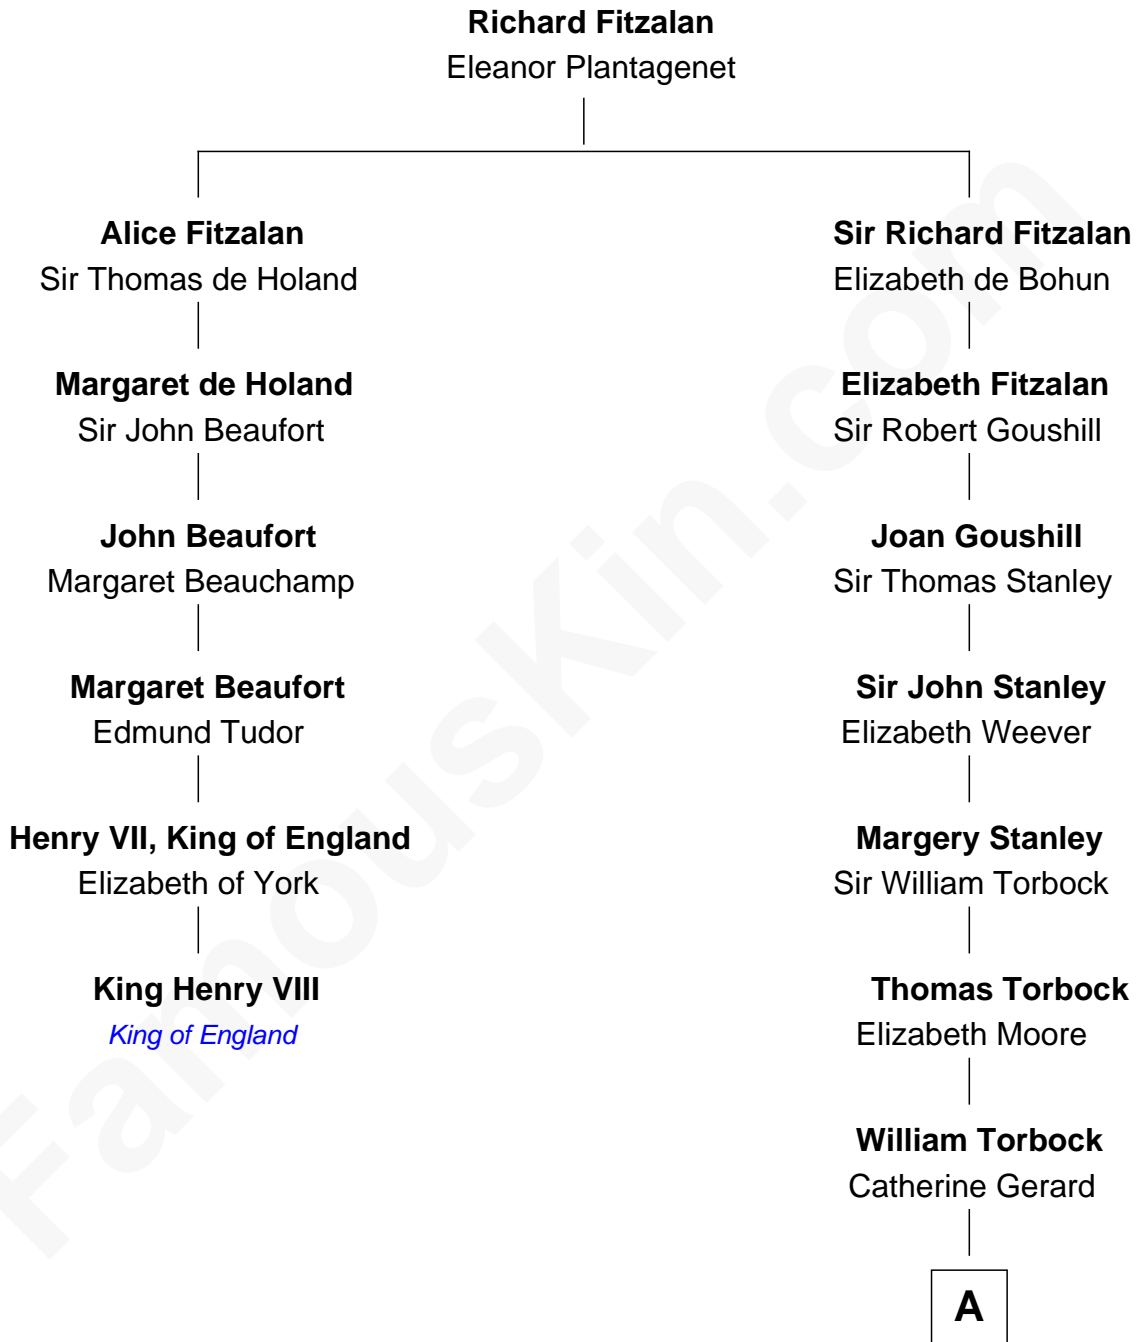 Richard Fitzalan
Eleanor Plantagenet
Alice Fitzalan
Sir Thomas de Holand
Margaret de Holand
Sir John Beaufort
John Beaufort
Margaret Beauchamp
Margaret Beaufort
Edmund Tudor
Henry VII, King of England
Elizabeth of York
King Henry VIII
King of England
Sir Richard Fitzalan
Elizabeth de Bohun
Elizabeth Fitzalan
Sir Robert Goushill
Joan Goushill
Sir Thomas Stanley
Sir John Stanley
Elizabeth Weever
Margery Stanley
Sir William Torbock
Thomas Torbock
Elizabeth Moore
William Torbock
Catherine Gerard
A
FamousKin.com